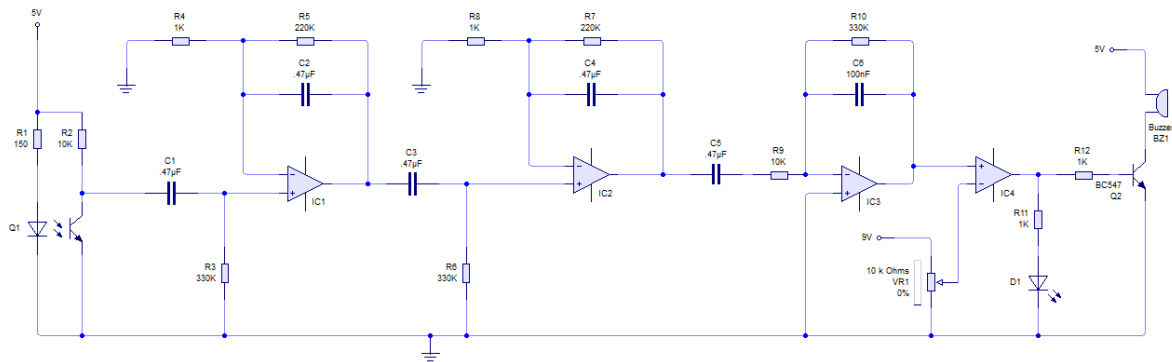 5V
R4
1K
R5
220K
C2
.47µF
R8
1K
R7
220K
C4
.47µF
R10
330K
C6
100nF
5V
Buzzer
BZ1
R1
150
R2
10K
C1
.47µF
IC1
C3
.47µF
IC2
C5
.47µF
R9
10K
IC3
IC4
R12
1K
BC547
Q2
Q1
R3
330K
R6
330K
9V
10 k Ohms
VR1
0%
R11
1K
D1